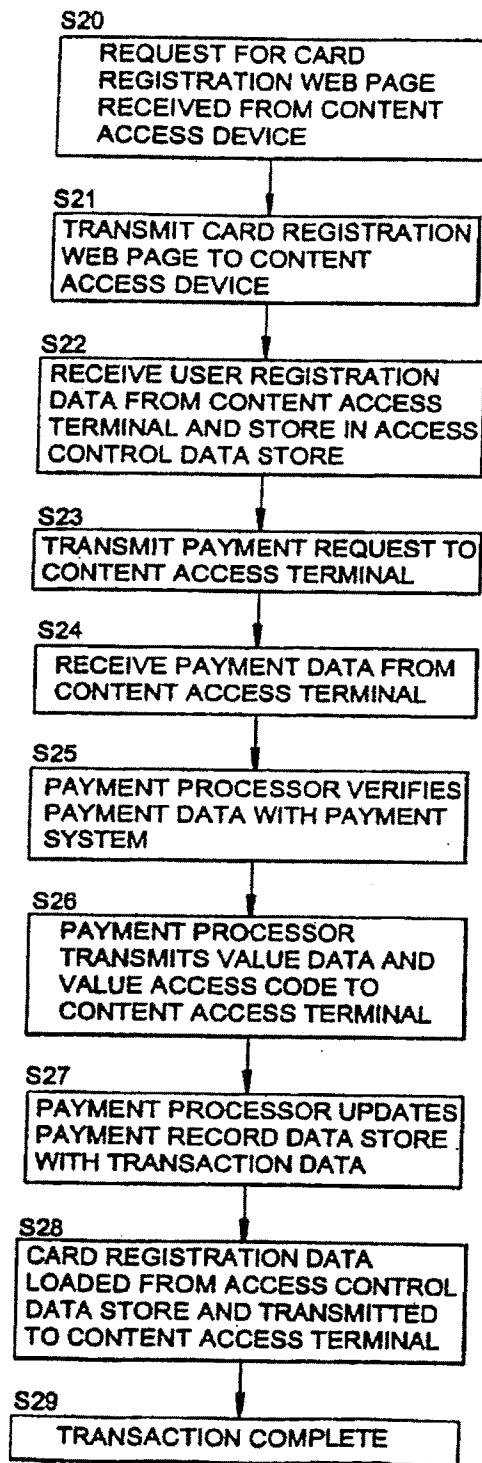 S20
REQUEST FOR CARD
REGISTRATION WEB PAGE
RECEIVED FROM CONTENT
ACCESS DEVICE
S21
TRANSMIT CARD REGISTRATION
WEB PAGE TO CONTENT
ACCESS DEVICE
S22
RECEIVE USER REGISTRATION
DATA FROM CONTENT ACCESS
TERMINAL AND STORE IN ACCESS
CONTROL DATA STORE
S23
TRANSMIT PAYMENT REQUEST TO
CONTENT ACCESS TERMINAL
S24
RECEIVE PAYMENT DATA FROM
CONTENT ACCESS TERMINAL
S25
PAYMENT PROCESSOR VERIFIES
PAYMENT DATA WITH PAYMENT
SYSTEM
S26
PAYMENT PROCESSOR
TRANSMITS VALUE DATA AND
VALUE ACCESS CODE TO
CONTENT ACCESS TERMINAL
S27
PAYMENT PROCESSOR UPDATES
PAYMENT RECORD DATA STORE
WITH TRANSACTION DATA
S28
CARD REGISTRATION DATA
LOADED FROM ACCESS CONTROL
DATA STORE AND TRANSMITTED
TO CONTENT ACCESS TERMINAL
S29
TRANSACTION COMPLETE